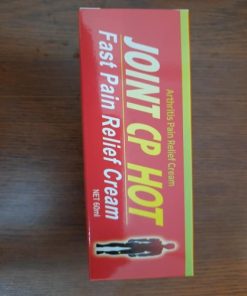 Arthritis Pain Relief Cream
JOINT CP HOT
Fast Pain Relief Cream
NET 60ml